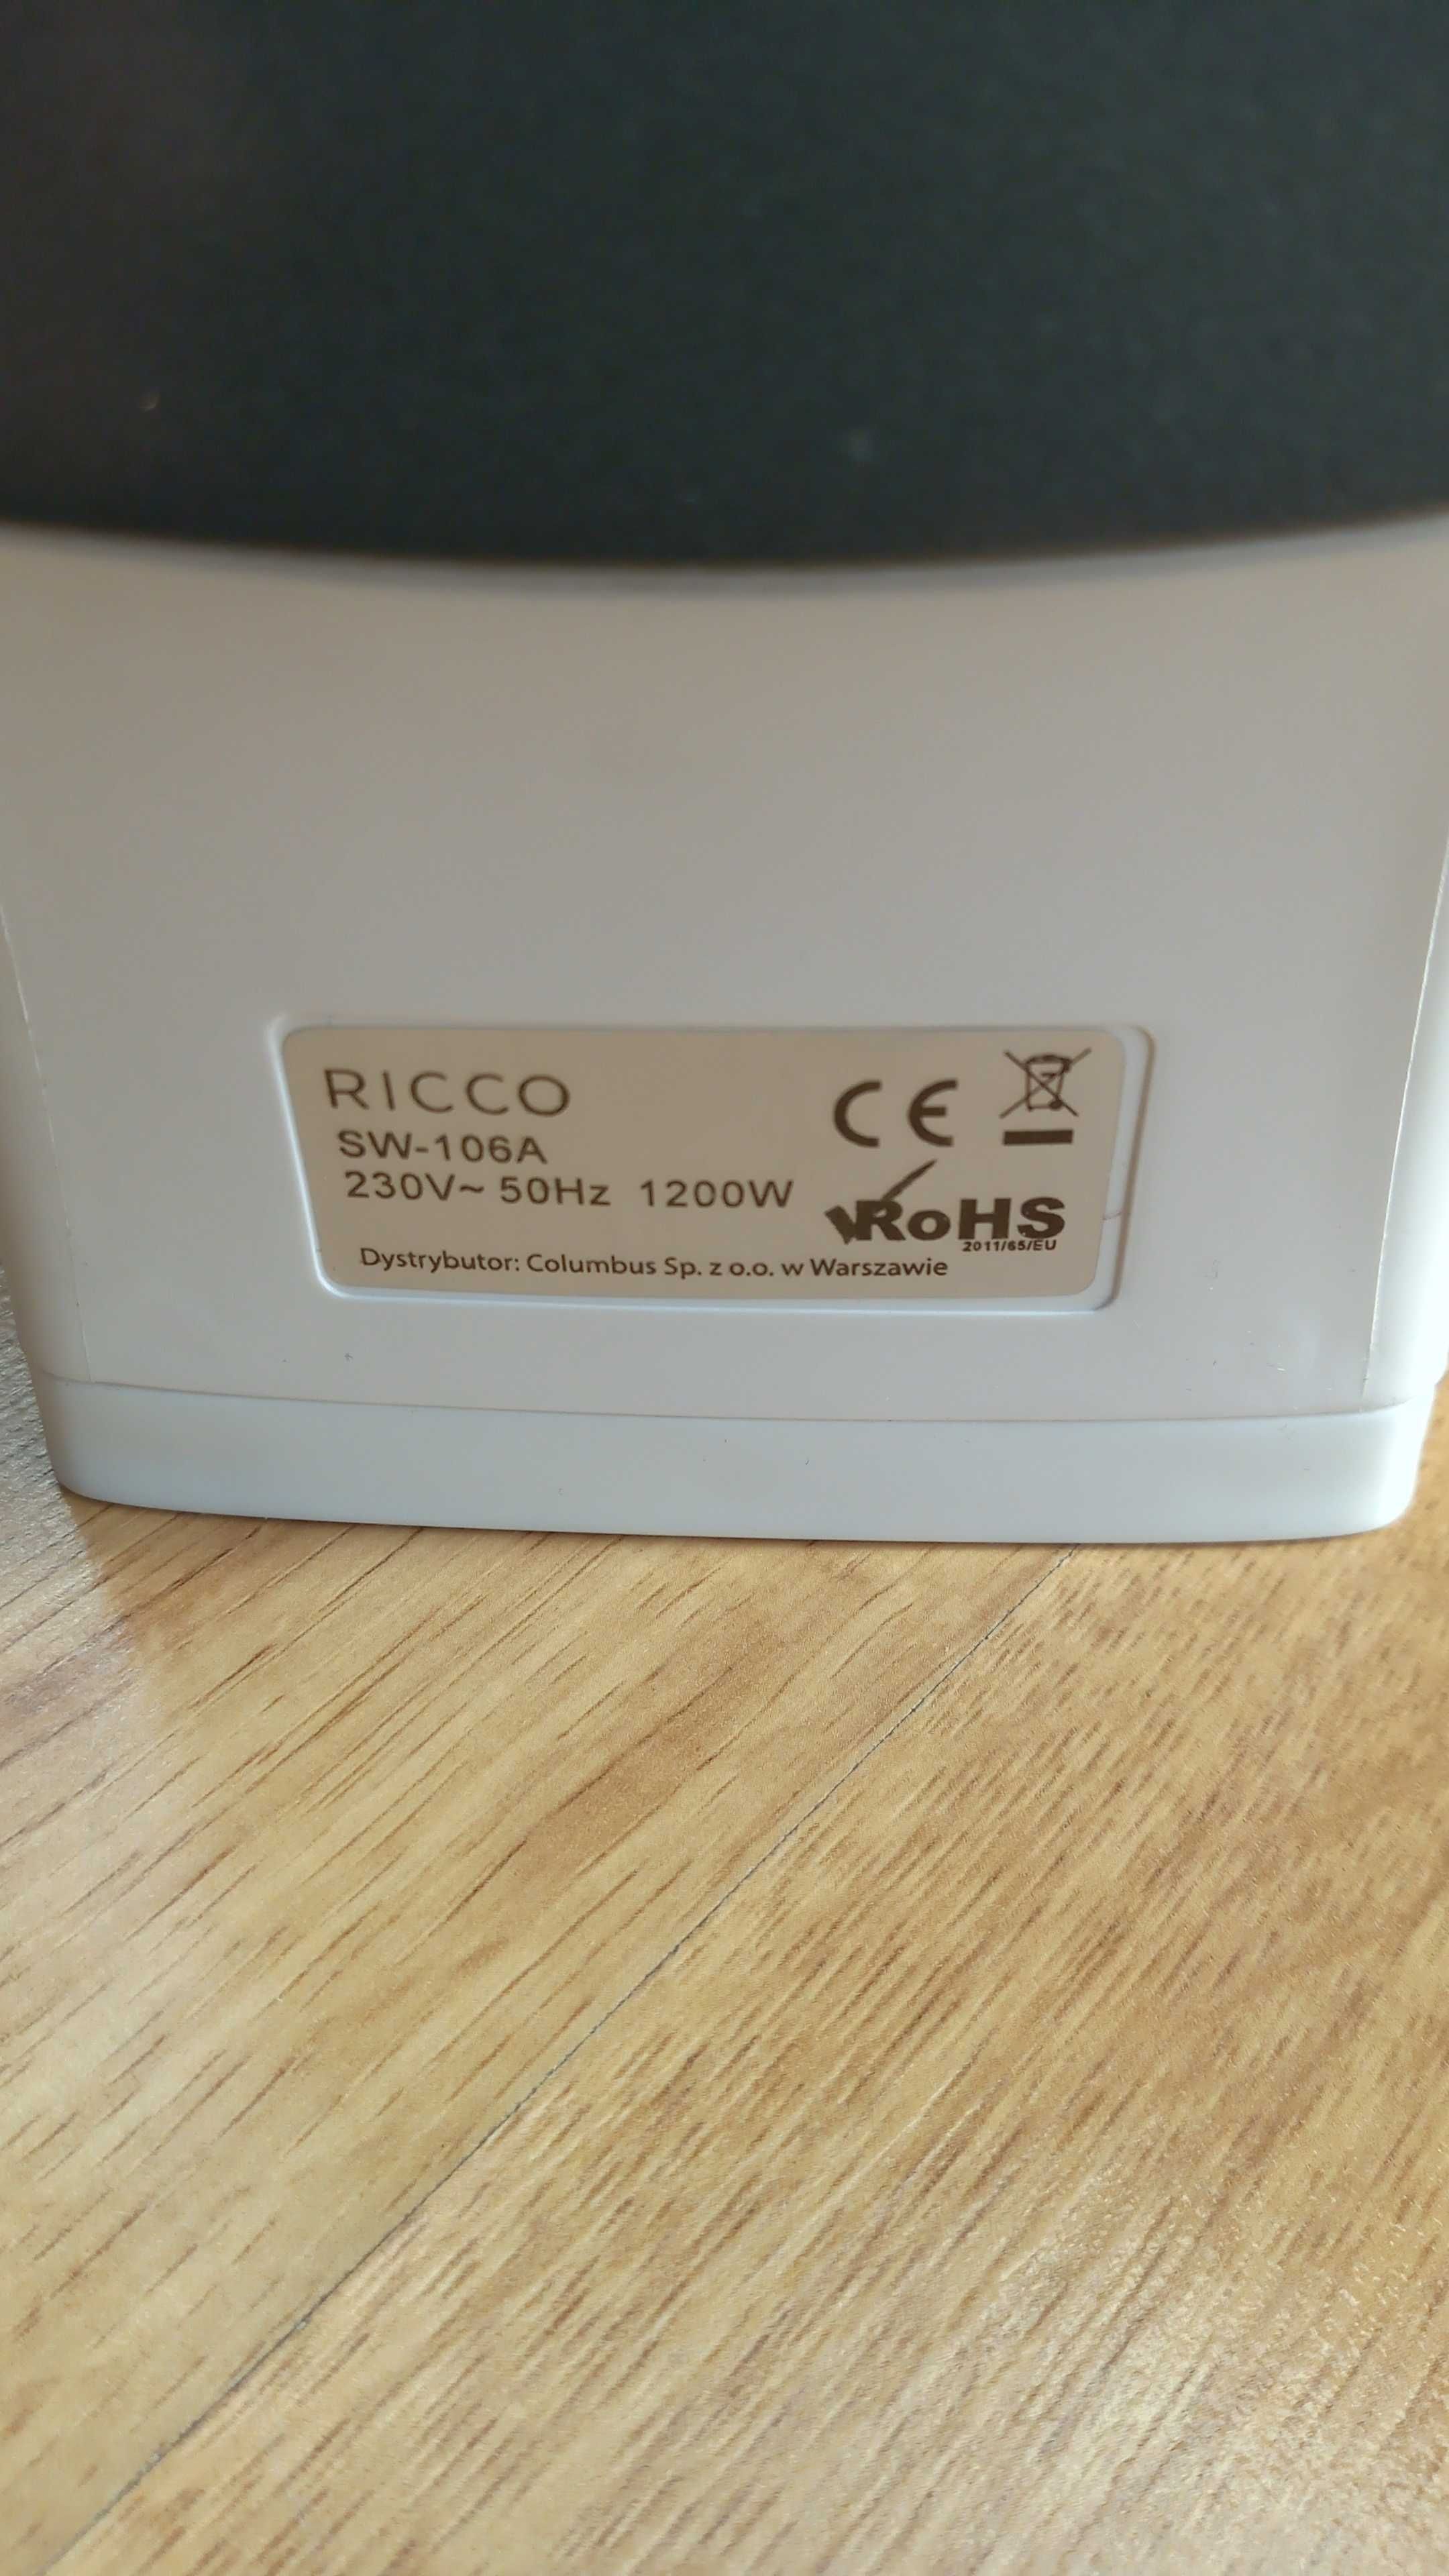 RICCO
SW-106A
230V~ 50Hz 1200W
CE
RoHS
2011/65/EU
Dystrybutor: Columbus Sp. z o.o. w Warszawie